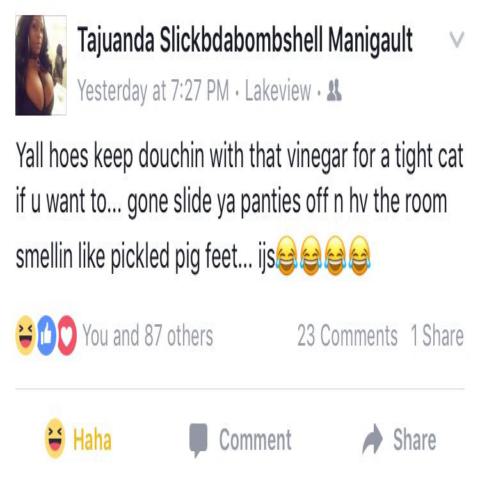 Tajuanda Slickbdabombshell Manigault
Yesterday at 7:27 PM · Lakeview ·
Yall hoes keep douchin with that vinegar for a tight cat
if u want to... gone slide ya panties off n hv the room
smellin like pickled pig feet... ijs😂😂😂😂
You and 87 others 23 Comments 1 Share
Haha Comment Share